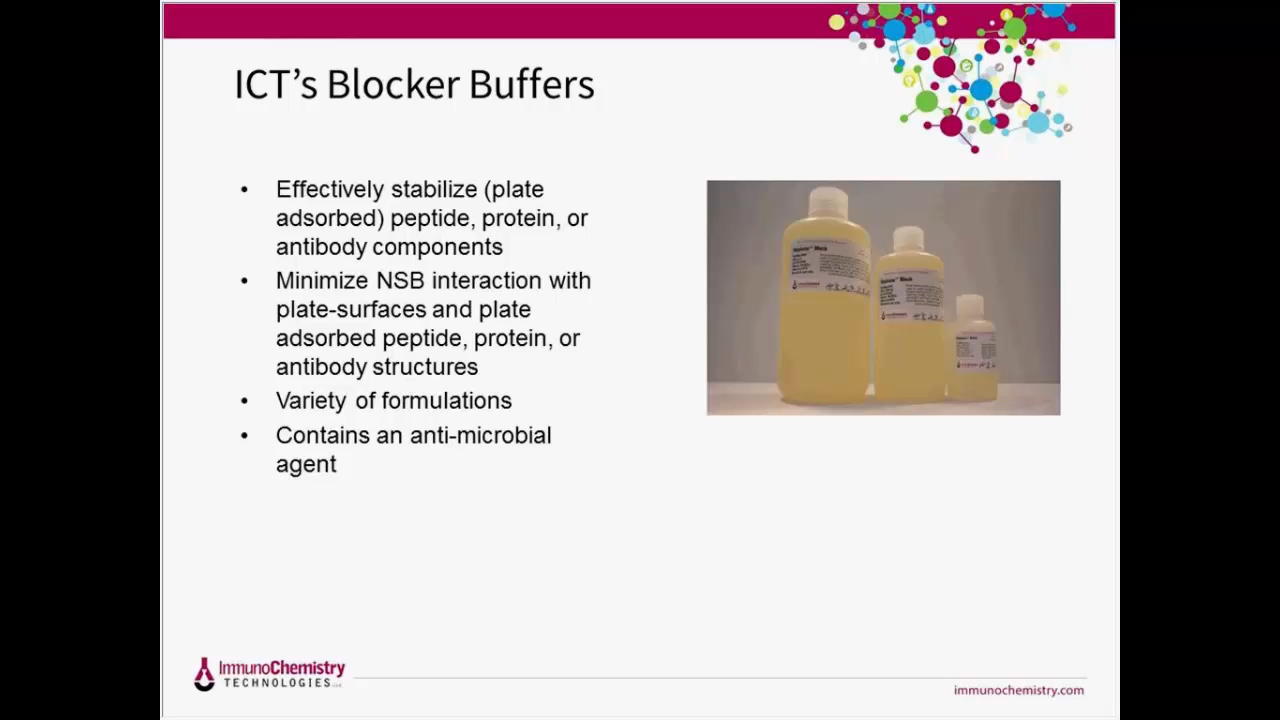 ICT’s Blocker Buffers
• Effectively stabilize (plate
adsorbed) peptide, protein, or
antibody components
• Minimize NSB interaction with
plate-surfaces and plate
adsorbed peptide, protein, or
antibody structures
• Variety of formulations
• Contains an anti-microbial
agent
Block
Block
ImmunoChemistry
TECHNOLOGIES
immunochemistry.com